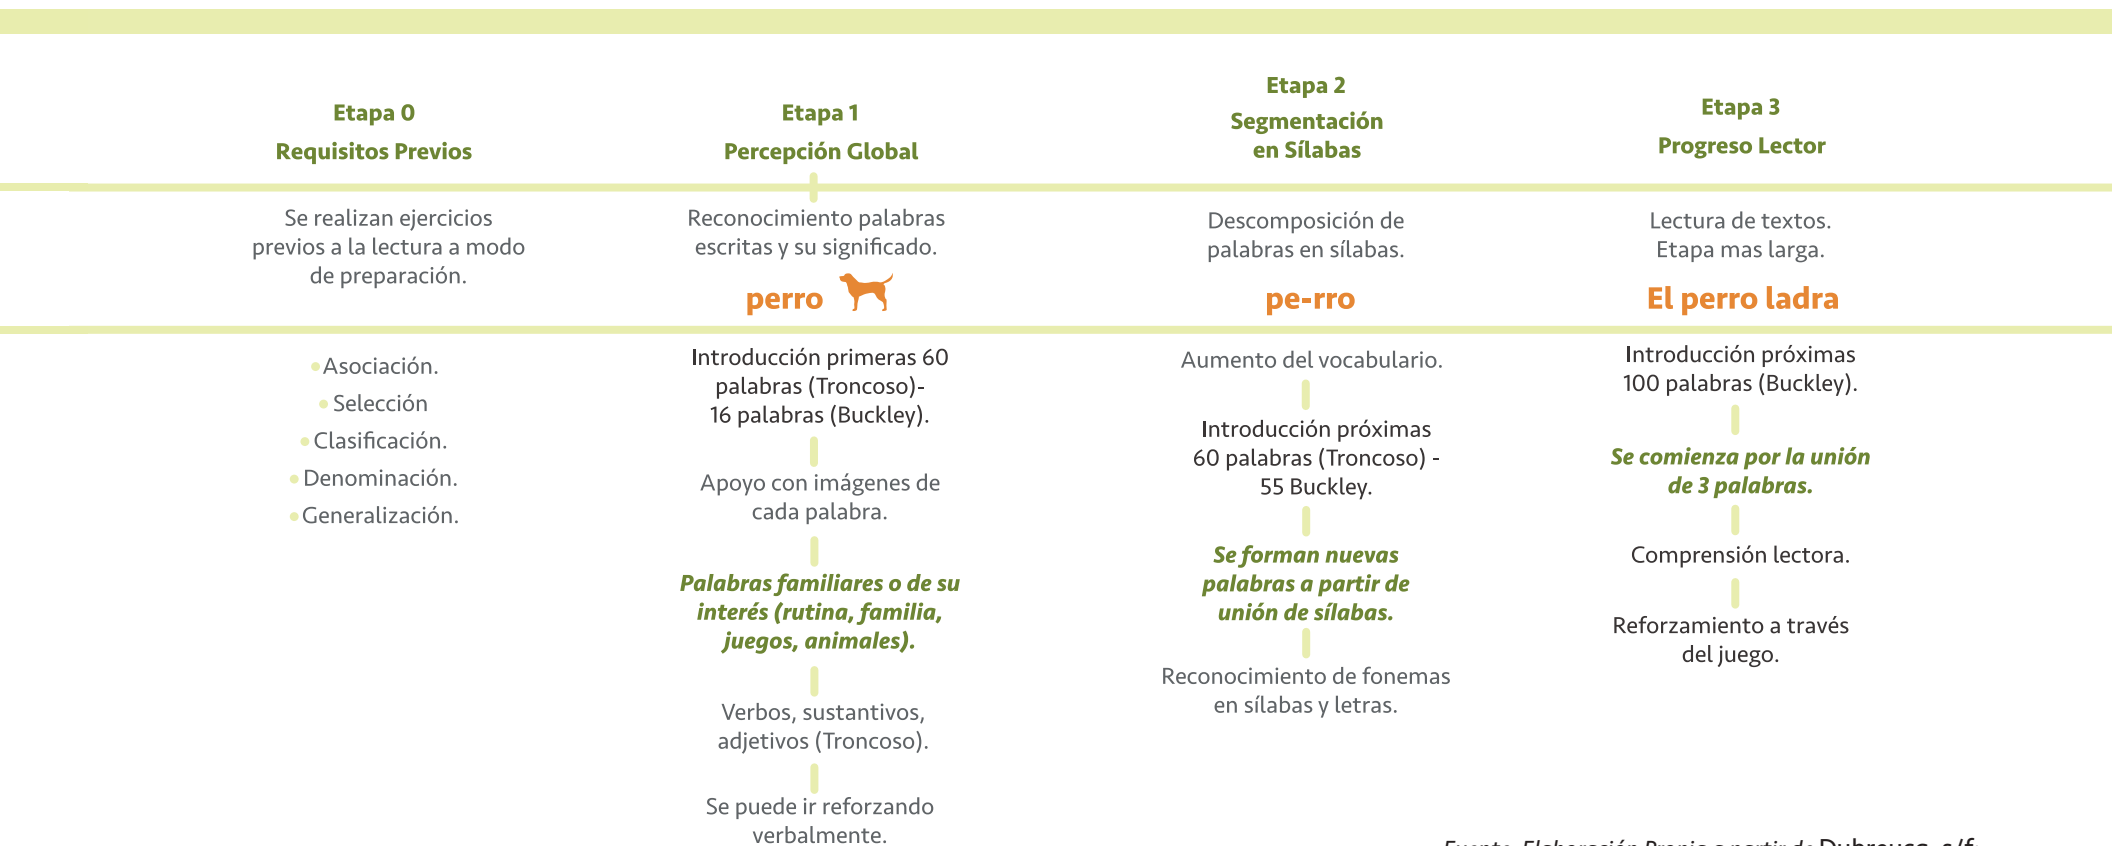 Etapa 0
Requisitos Previos
Se realizan ejercicios
previos a la lectura a modo
de preparación.
Asociación.
Selección
Clasificación.
Denominación.
Generalización.
Etapa 1
Percepción Global
Reconocimiento palabras
escritas y su significado.
perro
Introducción primeras 60
palabras (Troncoso)-
16 palabras (Buckley).
Apoyo con imágenes de
cada palabra.
Palabras familiares o de su
interés (rutina, familia,
juegos, animales).
Verbos, sustantivos,
adjetivos (Troncoso).
Se puede ir reforzando
verbalmente.
Etapa 2
Segmentación
en Sílabas
Descomposición de
palabras en sílabas.
pe-rro
Aumento del vocabulario.
Introducción próximas
60 palabras (Troncoso) -
55 Buckley.
Se forman nuevas
palabras a partir de
unión de sílabas.
Reconocimiento de fonemas
en sílabas y letras.
Etapa 3
Progreso Lector
Lectura de textos.
Etapa mas larga.
El perro ladra
Introducción próximas
100 palabras (Buckley).
Se comienza por la unión
de 3 palabras.
Comprensión lectora.
Reforzamiento a través
del juego.
Fuente. Elaboración Propia a partir de Dubreucq, s/f.